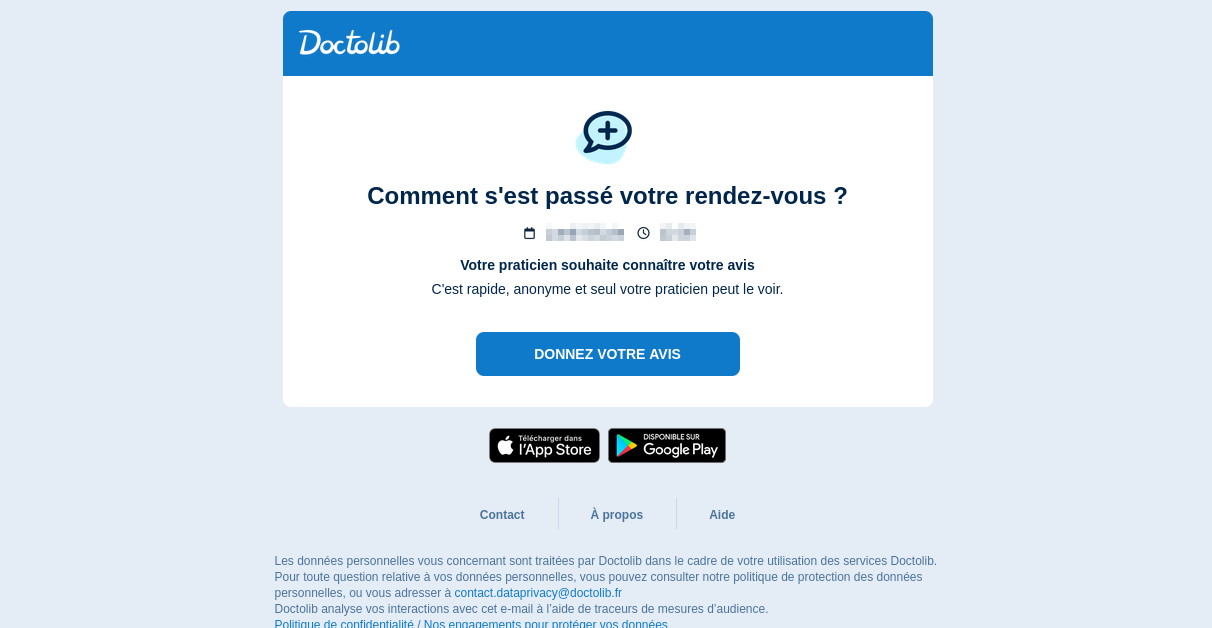 Doctolib
Comment s'est passé votre rendez-vous ?
Votre praticien souhaite connaître votre avis
C'est rapide, anonyme et seul votre praticien peut le voir.
DONNEZ VOTRE AVIS
Télécharger dans
l'App Store
DISPONIBLE SUR
Google Play
Contact
À propos
Aide
Les données personnelles vous concernant sont traitées par Doctolib dans le cadre de votre utilisation des services Doctolib.
Pour toute question relative à vos données personnelles, vous pouvez consulter notre politique de protection des données
personnelles, ou vous adresser à contact.dataprivacy@doctolib.fr
Doctolib analyse vos interactions avec cet e-mail à l’aide de traceurs de mesures d’audience.
Politique de confidentialité / Nos engagements pour protéger vos données